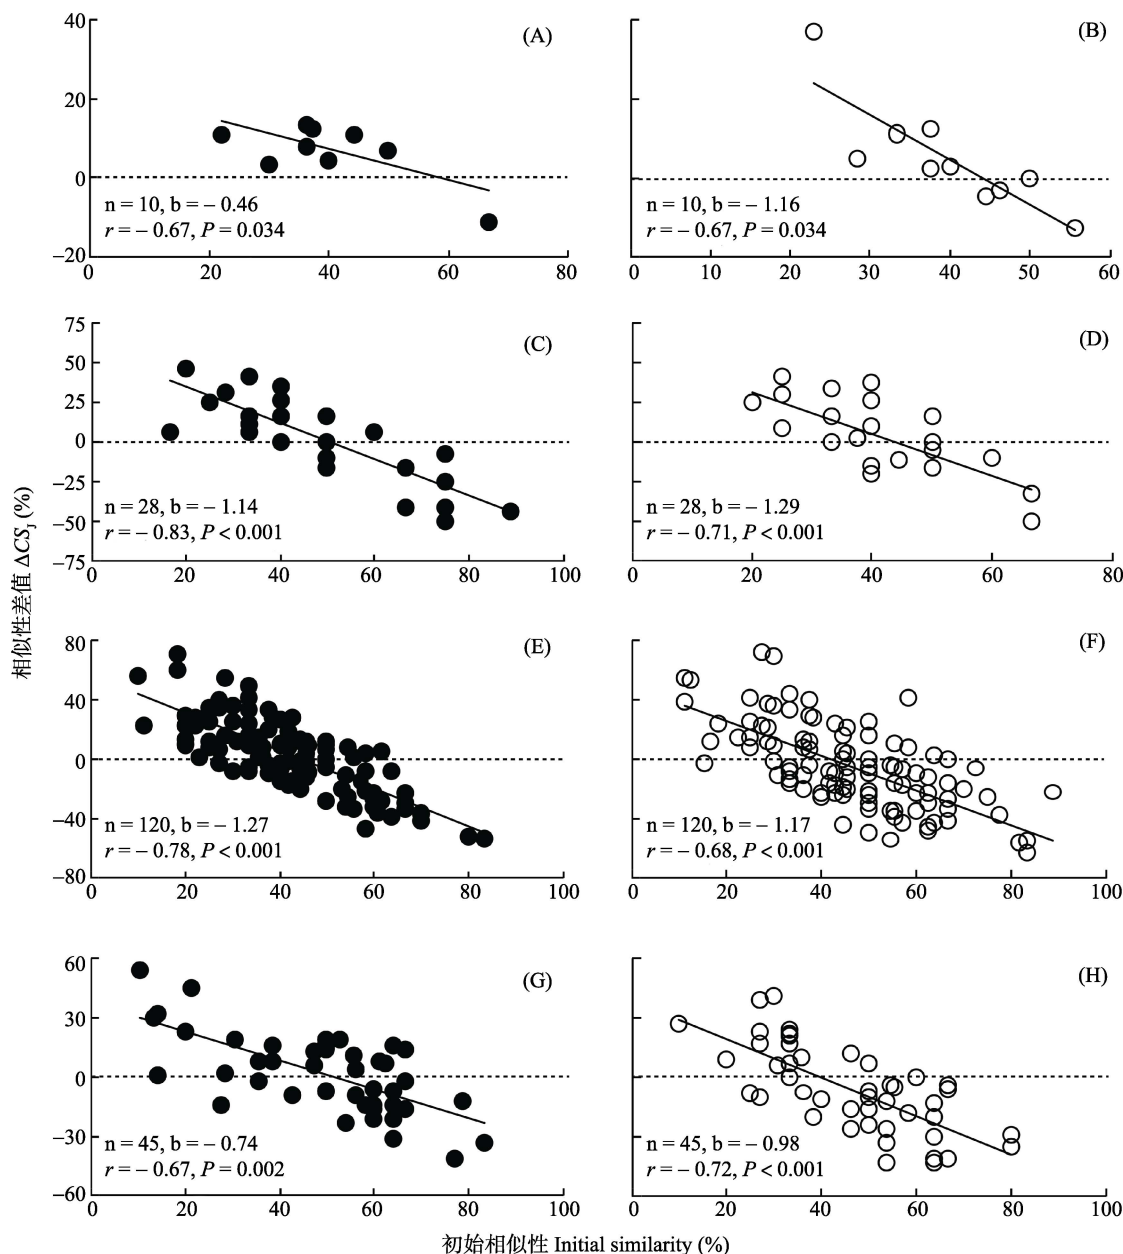 40
20
0
−20
0
20
40
60
80
(A)
n = 10, b = − 0.46
r = − 0.67, P = 0.034
0
10
20
30
40
50
60
(B)
n = 10, b = − 1.16
r = − 0.67, P = 0.034
75
50
25
0
−25
−50
−75
0
20
40
60
80
100
(C)
n = 28, b = − 1.14
r = − 0.83, P < 0.001
0
20
40
60
80
(D)
n = 28, b = − 1.29
r = − 0.71, P < 0.001
80
40
0
−40
−80
0
20
40
60
80
100
(E)
n = 120, b = − 1.27
r = − 0.78, P < 0.001
0
20
40
60
80
100
(F)
n = 120, b = − 1.17
r = − 0.68, P < 0.001
60
30
0
−30
−60
0
20
40
60
80
100
(G)
n = 45, b = − 0.74
r = − 0.67, P = 0.002
0
20
40
60
80
100
(H)
n = 45, b = − 0.98
r = − 0.72, P < 0.001
相似性差值 ΔCSJ (%)
初始相似性 Initial similarity (%)